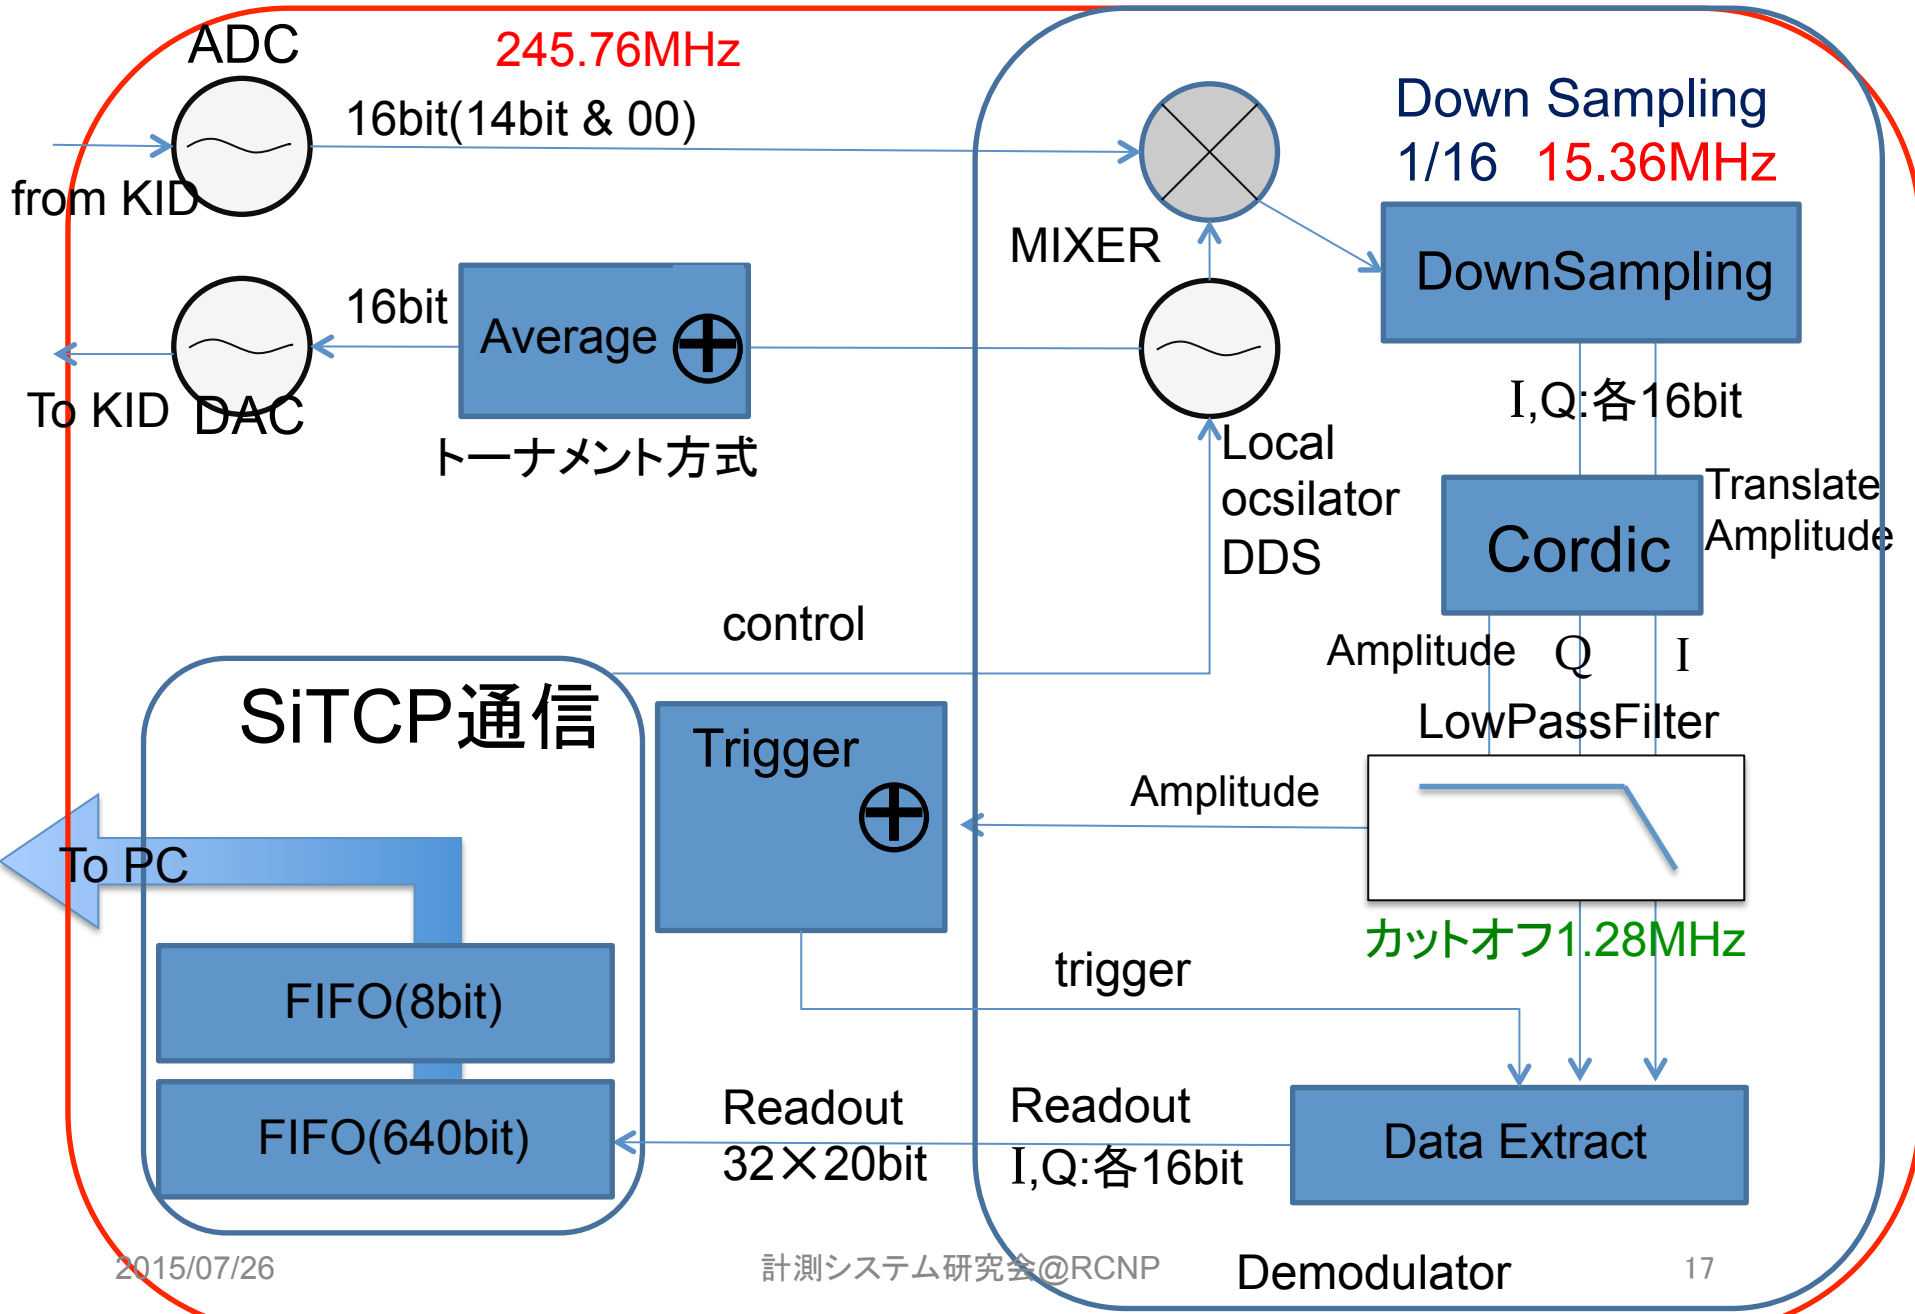 ADC
245.76MHz
16bit(14bit & 00)
from KID
Down Sampling
1/16 15.36MHz
MIXER
DownSampling
16bit
Average
To KID
DAC
トーナメント方式
I,Q:各16bit
Local
ocsilator
DDS
Translate
Amplitude
Cordic
control
Amplitude Q I
SiTCP通信
LowPassFilter
Trigger
Amplitude
To PC
カットオフ1.28MHz
trigger
FIFO(8bit)
Readout
32×20bit
Readout
I,Q:各16bit
FIFO(640bit)
Data Extract
Demodulator
2015/07/26
計測システム研究会@RCNP
17